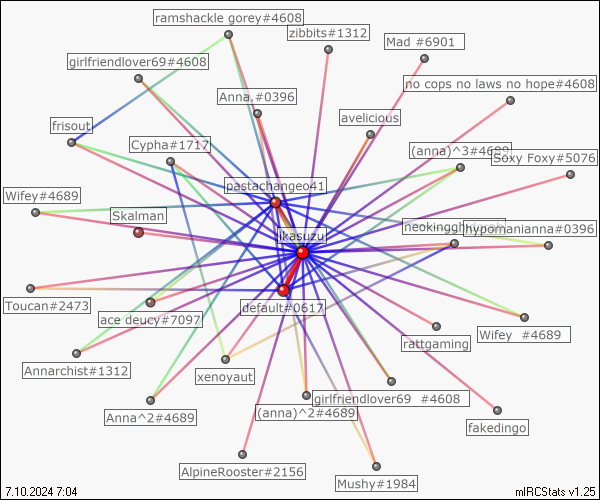 ramshackle gorey#4608
zibbits#1312
Mad #6901
girlfriendlover69#4608
no cops no laws no hope#4608
Anna.#0396
avelicious
frisout
Cypha#1717
(anna)^3#4689
Soxy Foxy#5076
pastachangeo41
Wifey#4689
Skalman
ikasuzu
hypomanianna#0396
Toucan#2473
ace deucy#7097
default#0617
Wifey #4689
rattgaming
Annarchist#1312
xenoyaut
girlfriendlover69 #4608
Anna^2#4689
(anna)^2#4689
fakedingo
AlpineRooster#2156
Mushy#1984
7.10.2024 7:04
mIRCStats v1.25